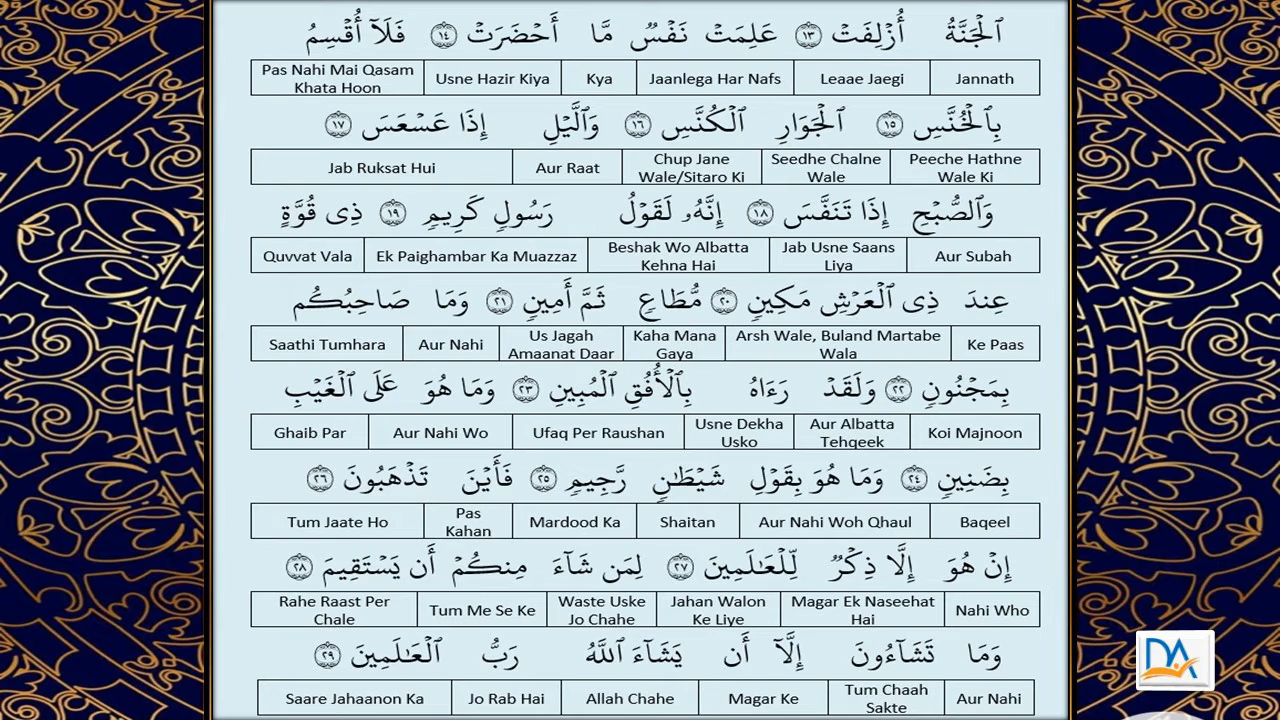 ٱلْجَنَّةُ أُزْلِفَتْ ١٣ عَلِمَتْ نَفْسٌ مَّا أَحْضَرَتْ ١٤ فَلَآ أُقْسِمُ
Jannath Leaae Jaegi Jaanlega Har Nafs Kya Usne Hazir Kiya Pas Nahi Mai Qasam Khata Hoon
بِٱلْخُنَّسِ ١٥ ٱلْجَوَارِ ٱلْكُنَّسِ ١٦ وَٱلَّيْلِ إِذَا عَسْعَسَ ١٧
Peeche Hathne Wale Ki Seedhe Chalne Wale Chup Jane Wale/Sitaro Ki Aur Raat Jab Ruksat Hui
وَٱلصُّبْحِ إِذَا تَنَفَّسَ ١٨ إِنَّهُۥ لَقَوْلُ رَسُولٍ كَرِيمٍ ١٩ ذِى قُوَّةٍ
Aur Subah Jab Usne Saans Liya Beshak Wo Albatta Kehna Hai Ek Paighambar Ka Muazzaz Quvvat Vala
عِندَ ذِى ٱلْعَرْشِ مَكِينٍ ٢٠ مُّطَاعٍ ثَمَّ أَمِينٍ ٢١ وَمَا صَاحِبُكُم
Ke Paas Arsh Wale, Buland Martabe Wala Kaha Mana Gaya Us Jagah Amaanat Daar Aur Nahi Saathi Tumhara
بِمَجْنُونٍ ٢٢ وَلَقَدْ رَءَاهُ بِٱلْأُفُقِ ٱلْمُبِينِ ٢٣ وَمَا هُوَ عَلَى ٱلْغَيْبِ
Koi Majnoon Aur Albatta Tehqeek Usne Dekha Usko Ufaq Per Raushan Aur Nahi Wo Ghaib Par
بِضَنِينٍ ٢٤ وَمَا هُوَ بِقَوْلِ شَيْطَٰنٍ رَّجِيمٍ ٢٥ فَأَيْنَ تَذْهَبُونَ ٢٦
Baqeel Aur Nahi Woh Qhaul Shaitan Mardood Ka Pas Kahan Tum Jaate Ho
إِنْ هُوَ إِلَّا ذِكْرٌ لِّلْعَٰلَمِينَ ٢٧ لِمَن شَآءَ مِنكُمْ أَن يَسْتَقِيمَ ٢٨
Nahi Who Magar Ek Naseehat Hai Jahan Walon Ke Liye Waste Uske Jo Chahe Tum Me Se Ke Rahe Raast Per Chale
وَمَا تَشَآءُونَ إِلَّآ أَن يَشَآءَ ٱللَّهُ رَبُّ ٱلْعَٰلَمِينَ ٢٩
Aur Nahi Tum Chaah Sakte Magar Ke Allah Chahe Jo Rab Hai Saare Jahaanon Ka
DA